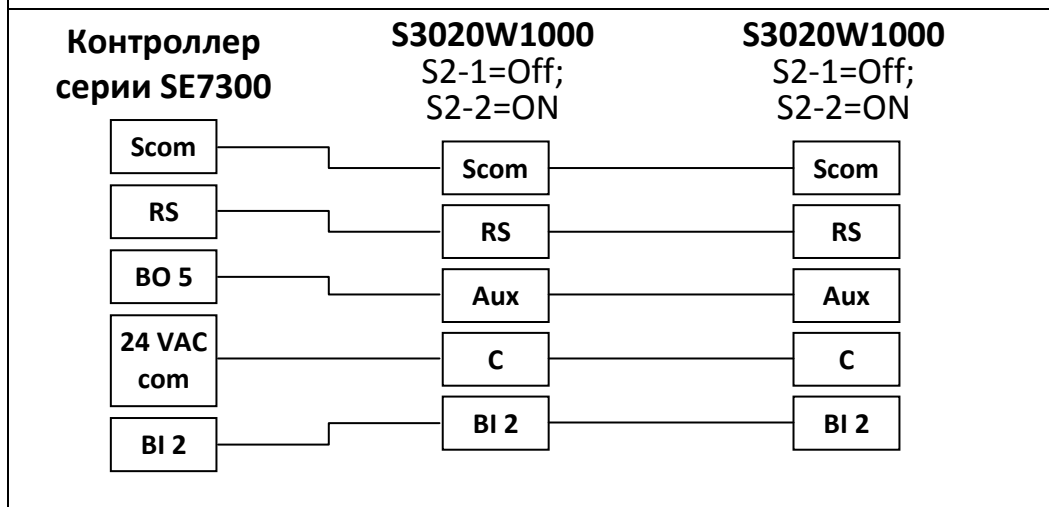 Контроллер
серии SE7300
S3020W1000
S2-1=Off;
S2-2=ON
S3020W1000
S2-1=Off;
S2-2=ON
Scom
RS
BO 5
24 VAC
com
BI 2
Scom
RS
Aux
C
BI 2
Scom
RS
Aux
C
BI 2